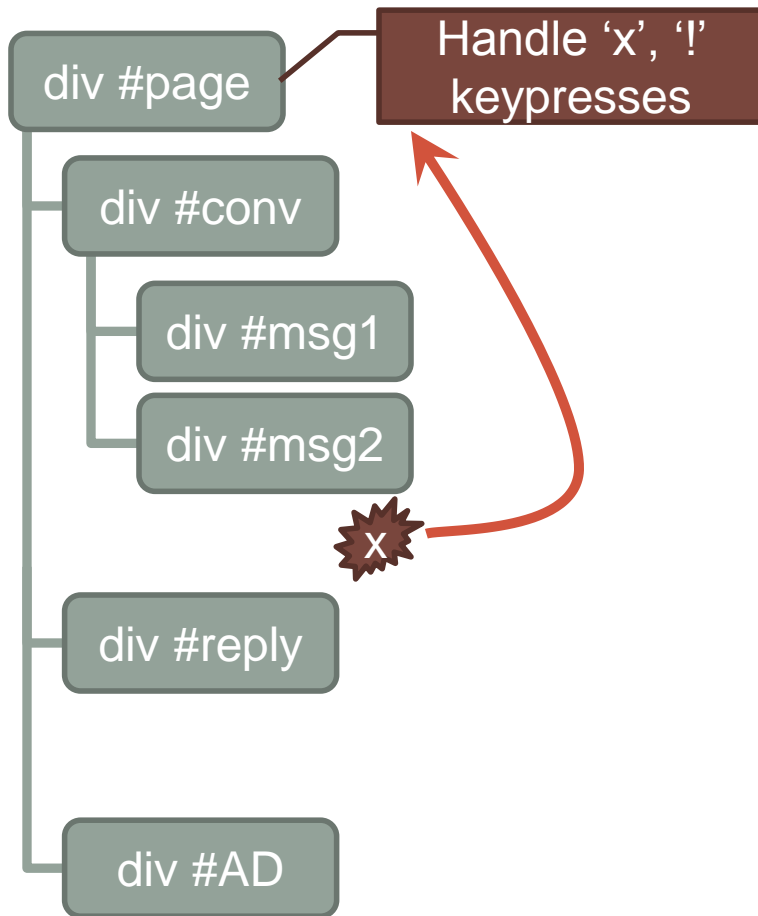 div #page
Handle ‘x’, ‘!’
keypresses
div #conv
div #msg1
div #msg2
x
div #reply
div #AD